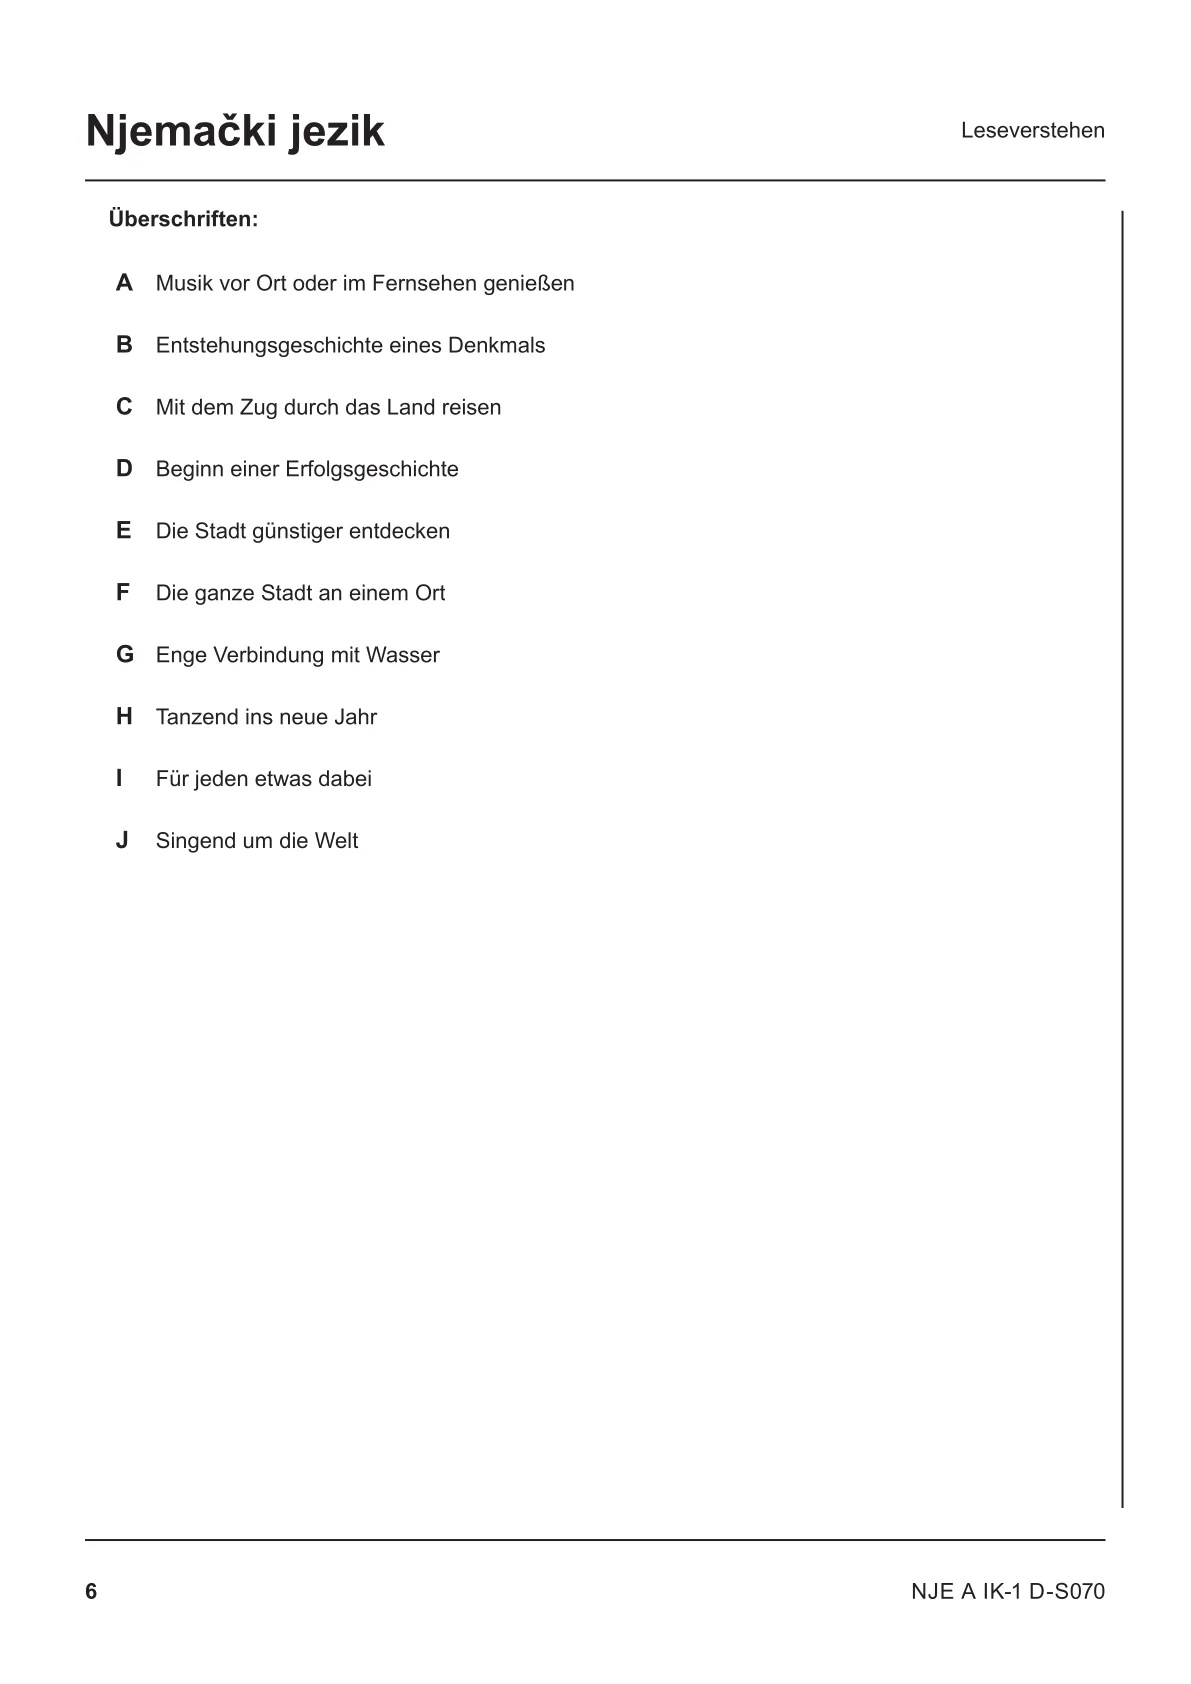 Njemački jezik
Leseverstehen
Überschriften:
A Musik vor Ort oder im Fernsehen genießen
B Entstehungsgeschichte eines Denkmals
C Mit dem Zug durch das Land reisen
D Beginn einer Erfolgsgeschichte
E Die Stadt günstiger entdecken
F Die ganze Stadt an einem Ort
G Enge Verbindung mit Wasser
H Tanzend ins neue Jahr
I Für jeden etwas dabei
J Singend um die Welt
6
NJE A IK-1 D-S070